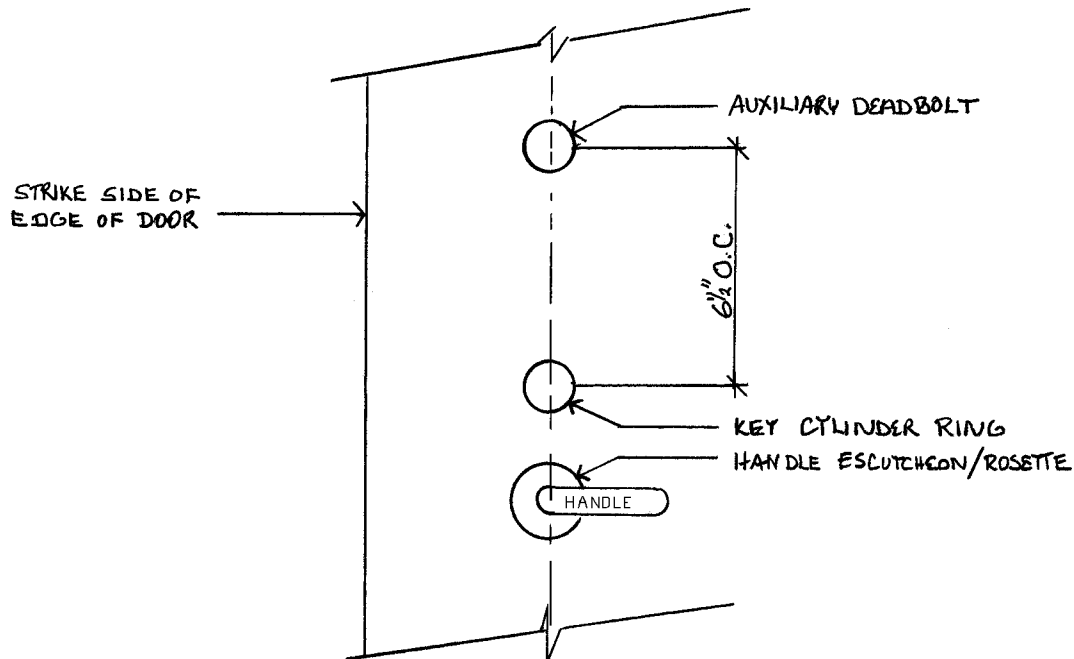 AUXILIARY DEADBOLT
STRIKE SIDE OF
EDGE OF DOOR
6½" O.C.
KEY CYLINDER RING
HANDLE ESCUTCHEON/ROSETTE
HANDLE